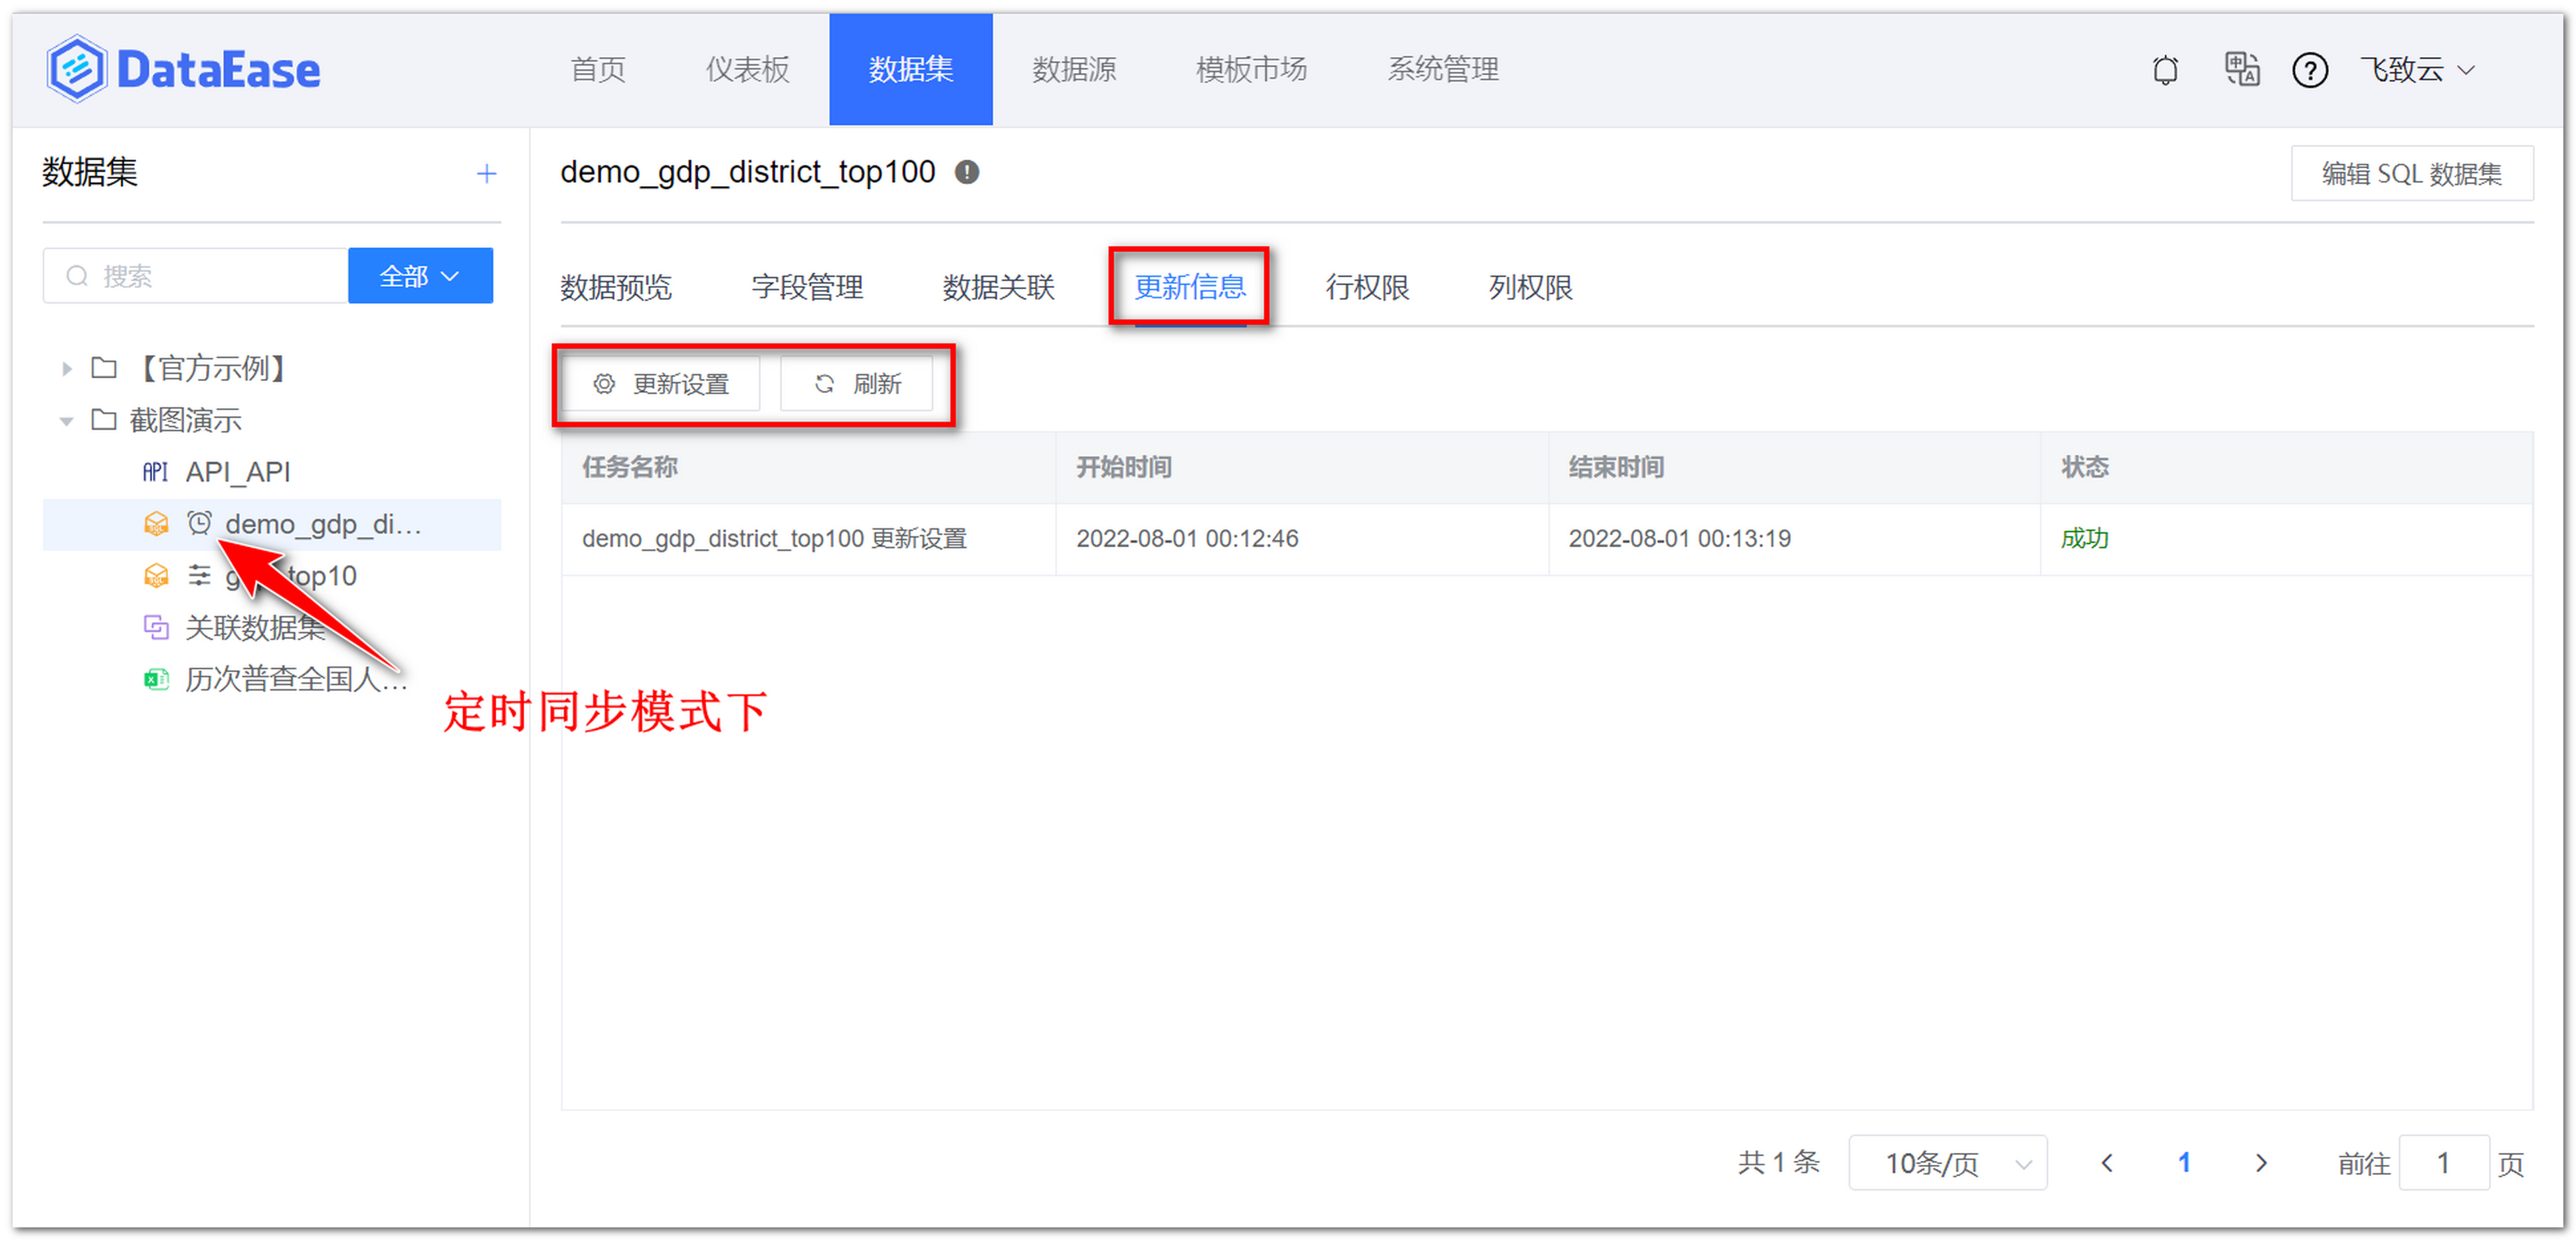 DataEase
首页 仪表板 数据集 数据源 模板市场 系统管理 飞致云
数据集
demo_gdp_district_top100
编辑 SQL 数据集
搜索 全部
数据预览 字段管理 数据关联 更新信息 行权限 列权限
更新设置 刷新
【官方示例】
截图演示
API API_API
demo_gdp_di...
top10
关联数据集
历次普查全国人...
定时同步模式下
任务名称 开始时间 结束时间 状态
demo_gdp_district_top100 更新设置 2022-08-01 00:12:46 2022-08-01 00:13:19 成功
共 1 条 10条/页 1 前往 1 页